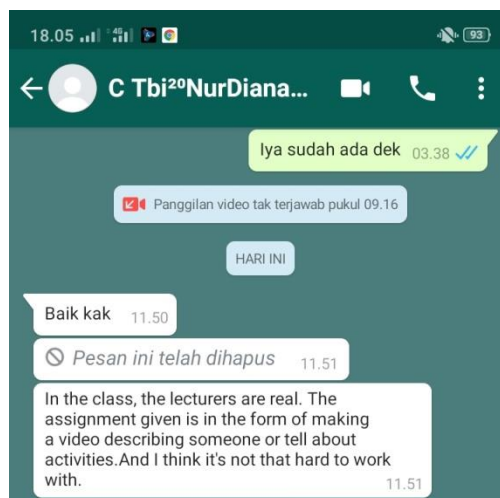 18.05 4G 93
C Tbi²⁰NurDiana...
Iya sudah ada dek 03.38
Panggilan video tak terjawab pukul 09.16
HARI INI
Baik kak 11.50
Pesan ini telah dihapus 11.51
In the class, the lecturers are real. The
assignment given is in the form of making
a video describing someone or tell about
activities.And I think it's not that hard to work
with. 11.51